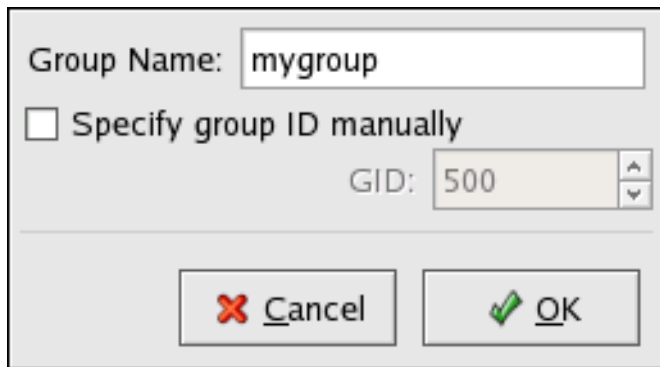 Group Name: mygroup
Specify group ID manually
GID: 500
Cancel OK